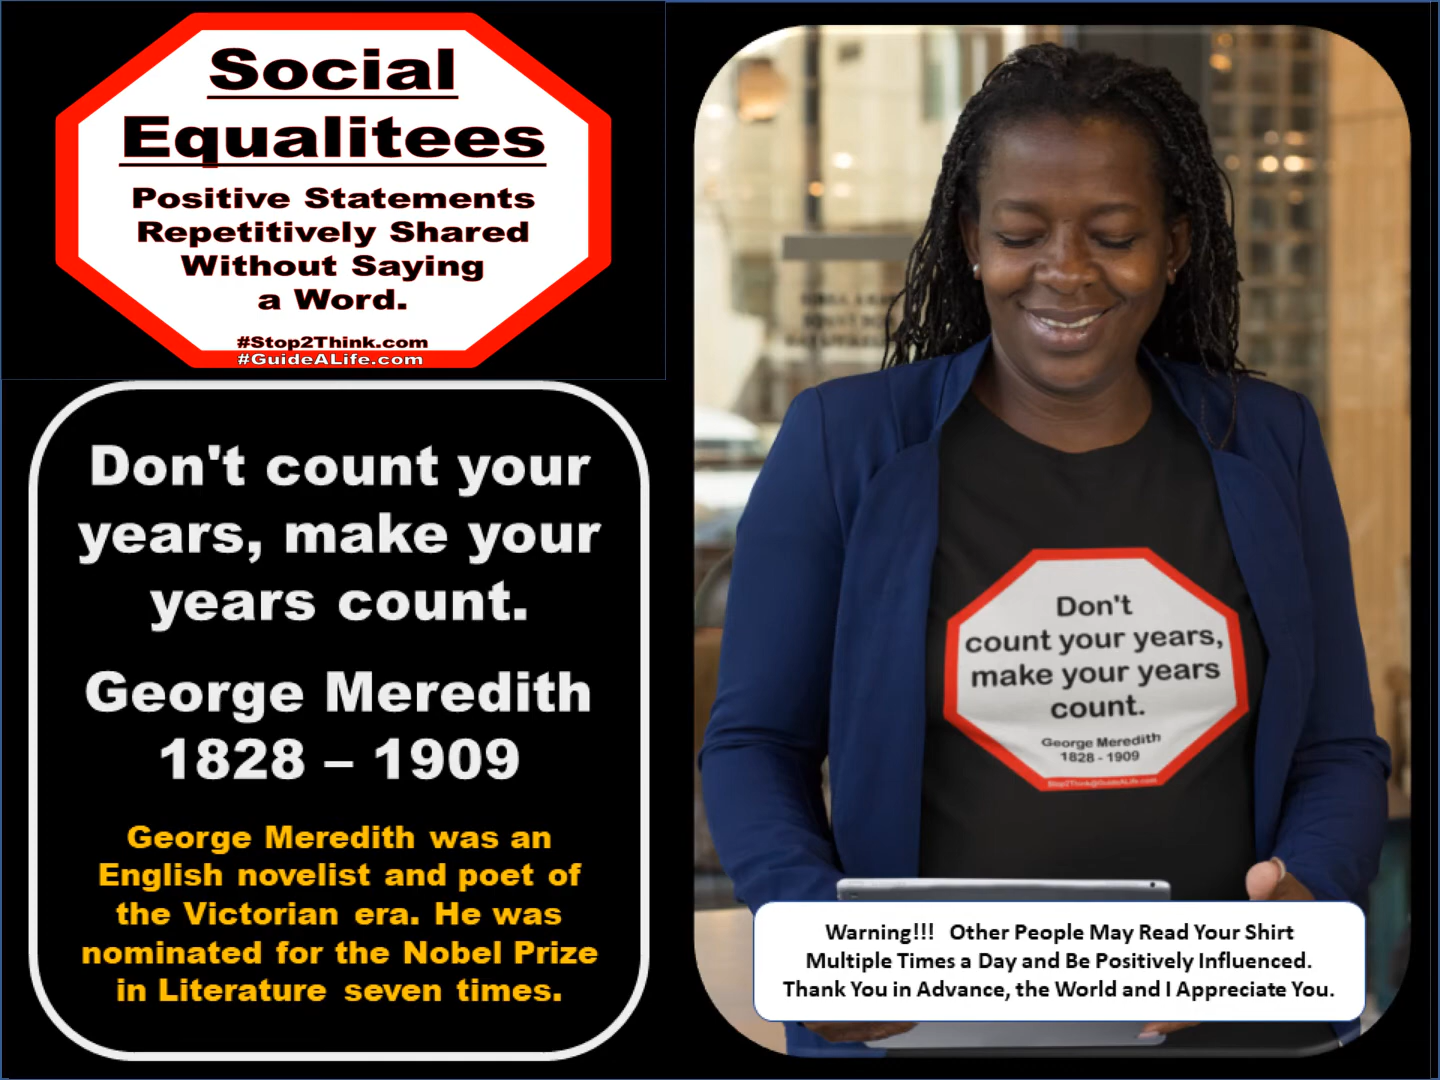 Social
Equalitees
Positive Statements
Repetitively Shared
Without Saying
a Word.
#Stop2Think.com
#GuideALife.com
Don't count your
years, make your
years count.
George Meredith
1828 – 1909
George Meredith was an
English novelist and poet of
the Victorian era. He was
nominated for the Nobel Prize
in Literature seven times.
Don't
count your years,
make your years
count.
George Meredith
1828 - 1909
Stop2Think@GuideALife.com
Warning!!! Other People May Read Your Shirt
Multiple Times a Day and Be Positively Influenced.
Thank You in Advance, the World and I Appreciate You.